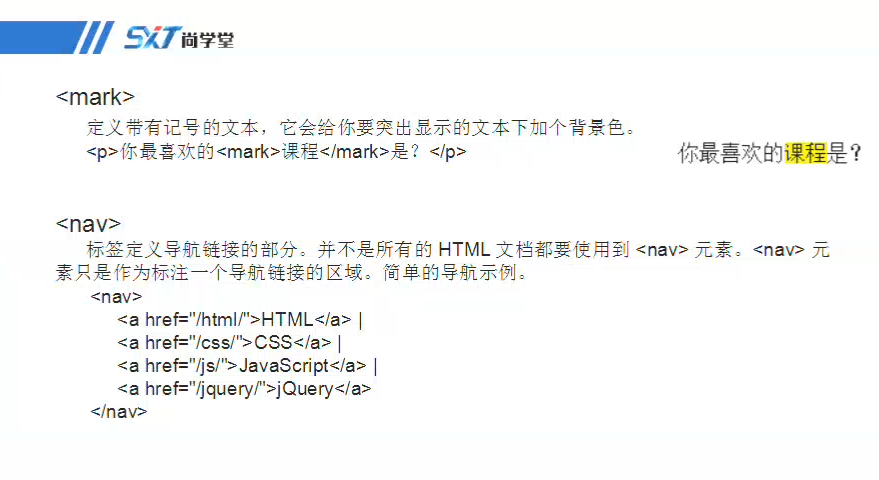 SXT尚学堂
<mark>
定义带有记号的文本，它会给你要突出显示的文本下加个背景色。
<p>你最喜欢的<mark>课程</mark>是？</p>
你最喜欢的课程是？
<nav>
标签定义导航链接的部分。并不是所有的 HTML 文档都要使用到 <nav> 元素。<nav> 元
素只是作为标注一个导航链接的区域。简单的导航示例。
<nav>
<a href="/html/">HTML</a> |
<a href="/css/">CSS</a> |
<a href="/js/">JavaScript</a> |
<a href="/jquery/">jQuery</a>
</nav>